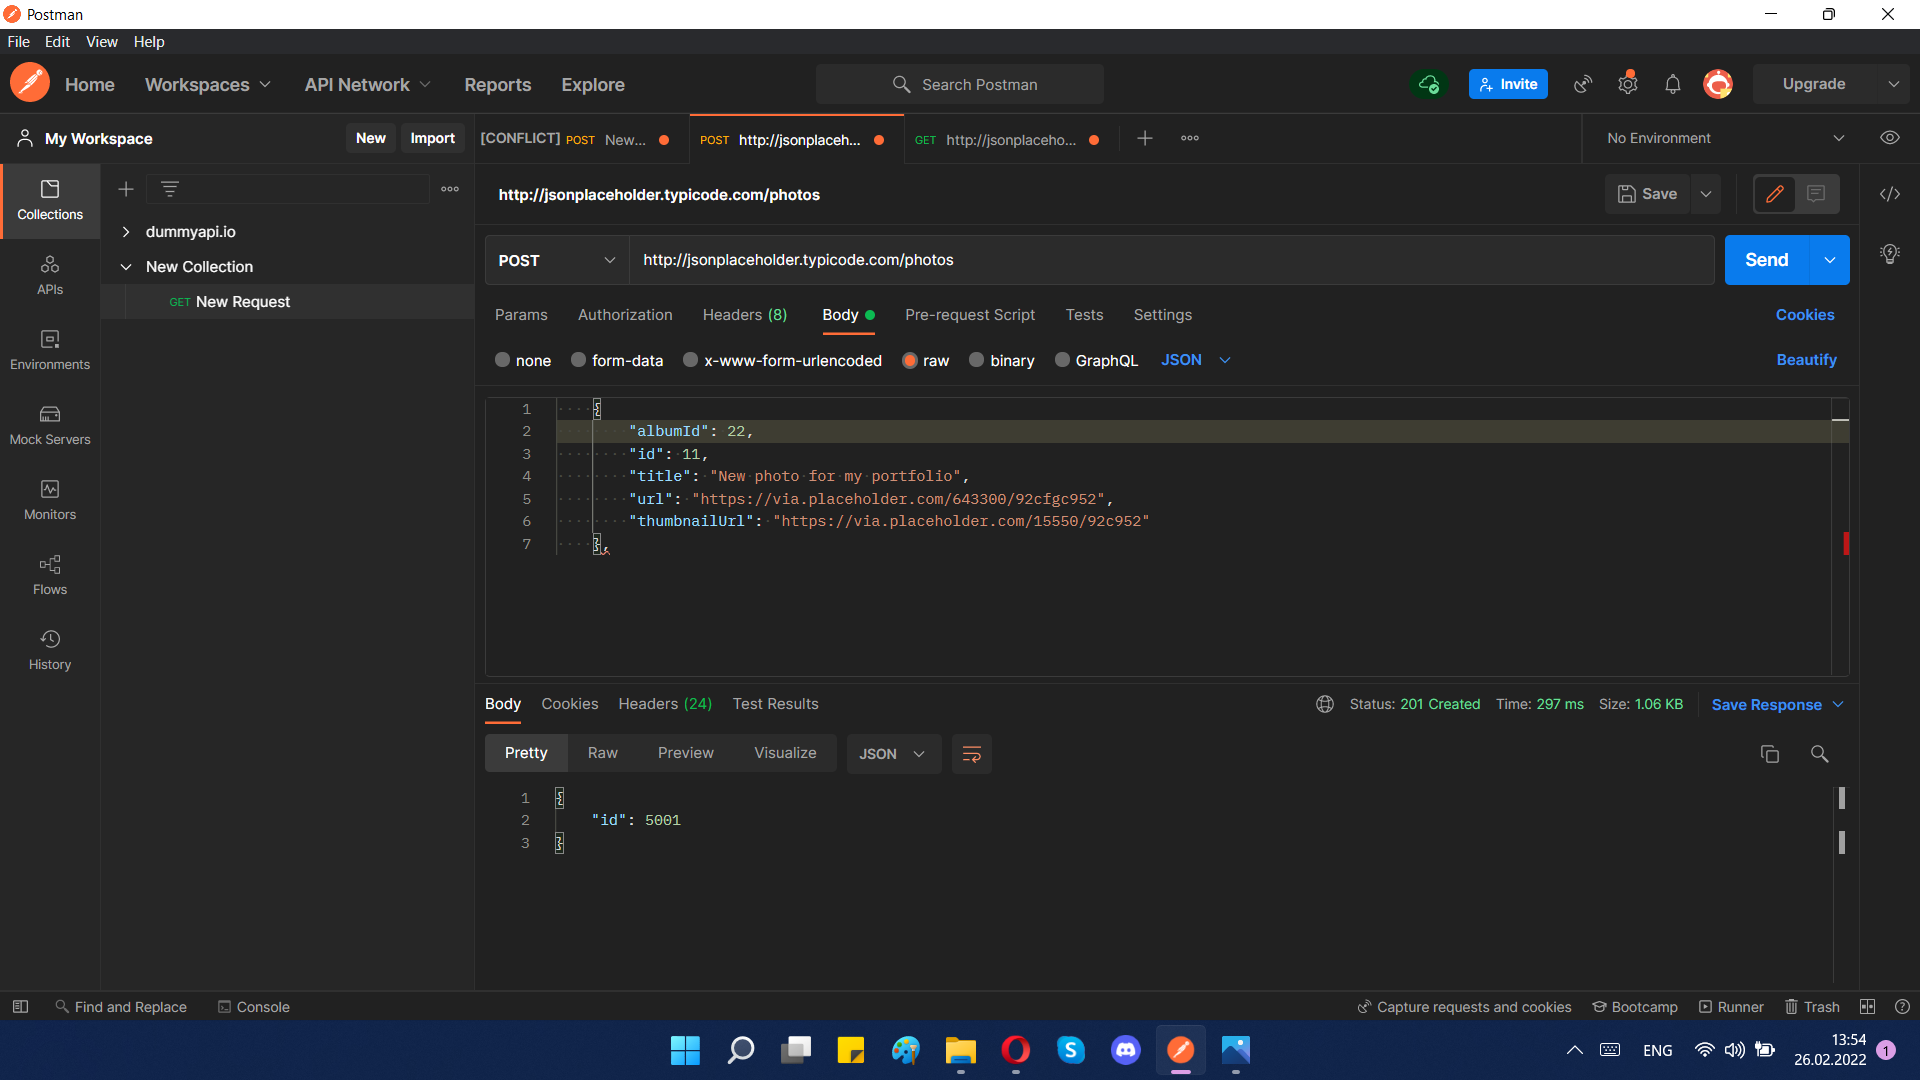 Postman
File Edit View Help
Home Workspaces API Network Reports Explore Search Postman Invite Upgrade
My Workspace New Import [CONFLICT] POST New... POST http://jsonplaceh... GET http://jsonplaceho... No Environment
Collections
APIs
Environments
Mock Servers
Monitors
Flows
History
dummyapi.io
New Collection
GET New Request
http://jsonplaceholder.typicode.com/photos Save
POST http://jsonplaceholder.typicode.com/photos Send
Params Authorization Headers (8) Body Pre-request Script Tests Settings Cookies
none form-data x-www-form-urlencoded raw binary GraphQL JSON Beautify
1 {
2 "albumId": 22,
3 "id": 11,
4 "title": "New photo for my portfolio",
5 "url": "https://via.placeholder.com/643300/92cfgc952",
6 "thumbnailUrl": "https://via.placeholder.com/15550/92c952"
7 },
Body Cookies Headers (24) Test Results Status: 201 Created Time: 297 ms Size: 1.06 KB Save Response
Pretty Raw Preview Visualize JSON
1 {
2 "id": 5001
3 }
Find and Replace Console Capture requests and cookies Bootcamp Runner Trash
ENG 13:54
26.02.2022 1